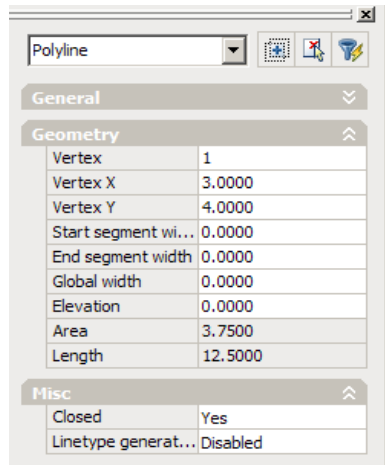 Polyline
General
Geometry
Vertex 1
Vertex X 3.0000
Vertex Y 4.0000
Start segment wi... 0.0000
End segment width 0.0000
Global width 0.0000
Elevation 0.0000
Area 3.7500
Length 12.5000
Misc
Closed Yes
Linetype generat... Disabled